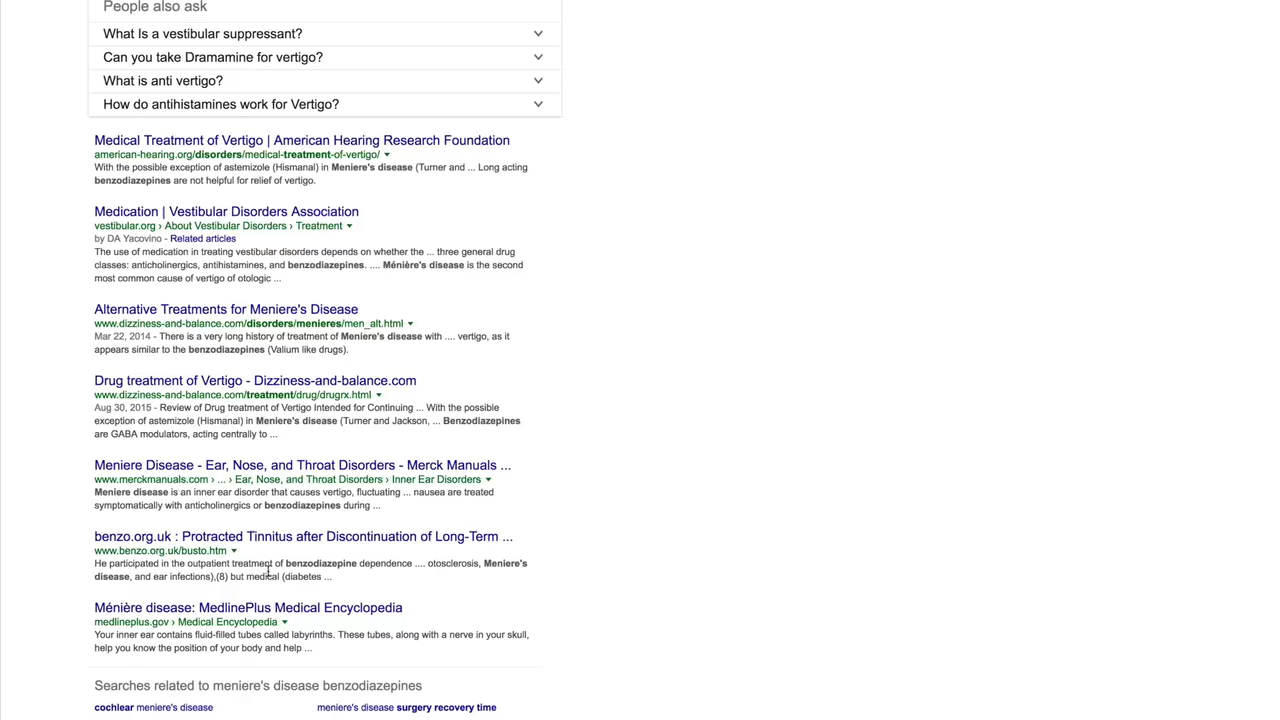 People also ask
What Is a vestibular suppressant?
Can you take Dramamine for vertigo?
What is anti vertigo?
How do antihistamines work for Vertigo?
Medical Treatment of Vertigo | American Hearing Research Foundation
american-hearing.org/disorders/medical-treatment-of-vertigo/
With the possible exception of astemizole (Hismanal) in Meniere's disease (Turner and ... Long acting
benzodiazepines are not helpful for relief of vertigo.
Medication | Vestibular Disorders Association
vestibular.org › About Vestibular Disorders › Treatment
by DA Yacovino - Related articles
The use of medication in treating vestibular disorders depends on whether the ... three general drug
classes: anticholinergics, antihistamines, and benzodiazepines. .... Ménière's disease is the second
most common cause of vertigo of otologic ...
Alternative Treatments for Meniere's Disease
www.dizziness-and-balance.com/disorders/menieres/men_alt.html
Mar 22, 2014 - There is a very long history of treatment of Meniere's disease with .... vertigo, as it
appears similar to the benzodiazepines (Valium like drugs).
Drug treatment of Vertigo - Dizziness-and-balance.com
www.dizziness-and-balance.com/treatment/drug/drugrx.html
Aug 30, 2015 - Review of Drug treatment of Vertigo Intended for Continuing ... With the possible
exception of astemizole (Hismanal) in Meniere's disease (Turner and Jackson, ... Benzodiazepines
are GABA modulators, acting centrally to ...
Meniere Disease - Ear, Nose, and Throat Disorders - Merck Manuals ...
www.merckmanuals.com › ... › Ear, Nose, and Throat Disorders › Inner Ear Disorders
Meniere disease is an inner ear disorder that causes vertigo, fluctuating ... nausea are treated
symptomatically with anticholinergics or benzodiazepines during ...
benzo.org.uk : Protracted Tinnitus after Discontinuation of Long-Term ...
www.benzo.org.uk/busto.htm
He participated in the outpatient treatment of benzodiazepine dependence .... otosclerosis, Meniere's
disease, and ear infections),(8) but medical (diabetes ...
Ménière disease: MedlinePlus Medical Encyclopedia
medlineplus.gov › Medical Encyclopedia
Your inner ear contains fluid-filled tubes called labyrinths. These tubes, along with a nerve in your skull,
help you know the position of your body and help ...
Searches related to meniere's disease benzodiazepines
cochlear meniere's disease
meniere's disease surgery recovery time